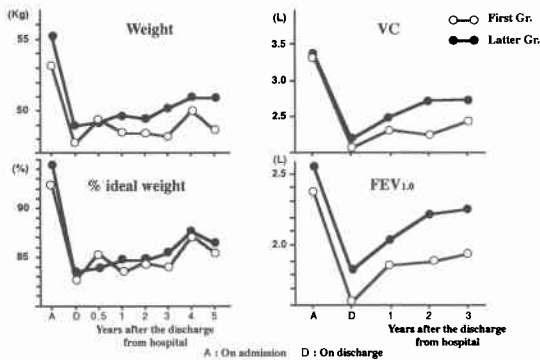 (Kg)
Weight
55
50
(%)
% ideal weight
90
85
A D 0.5 1 2 3 4 5
Years after the discharge
from hospital
(L)
VC
First Gr.
Latter Gr.
3.5
3.0
2.5
(L)
FEV1.0
2.5
2.0
A D 1 2 3
Years after the discharge
from hospital
A : On admission D : On discharge